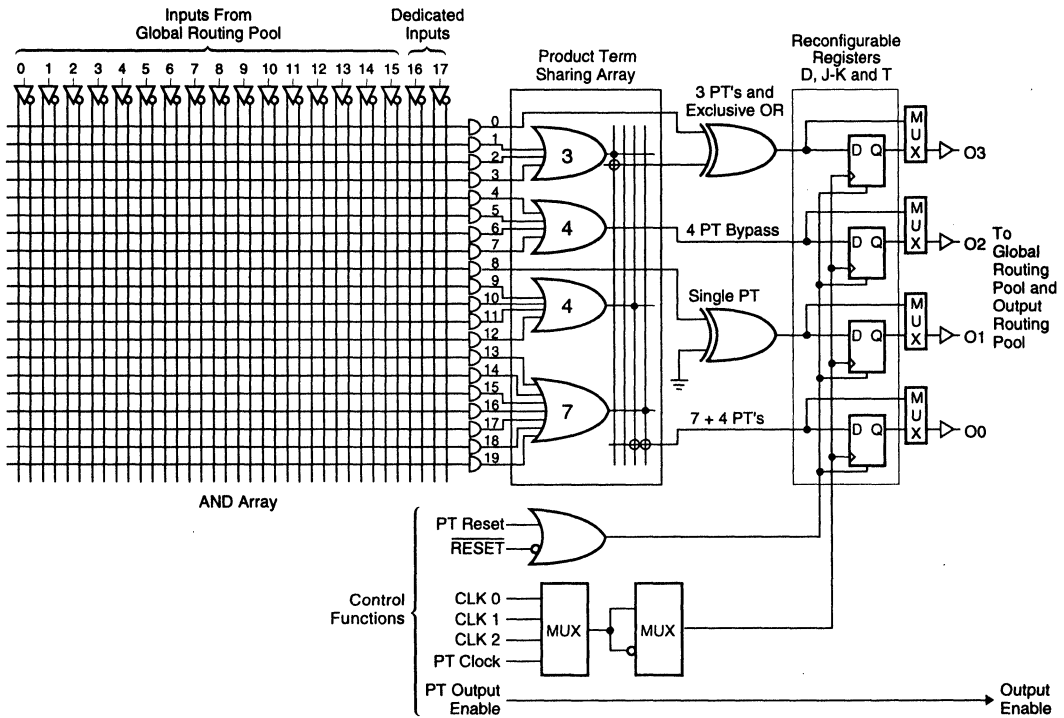 Inputs From
Global Routing Pool
Dedicated
Inputs
0 1 2 3 4 5 6 7 8 9 10 11 12 13 14 15 16 17
Product Term
Sharing Array
Reconfigurable
Registers
D, J-K and T
3 PT's and
Exclusive OR
0
1
2
3
4
5
6
7
8
9
10
11
12
13
14
15
16
17
18
19
3
4
4
7
4 PT Bypass
Single PT
7 + 4 PT's
D Q
MUX
O3
D Q
MUX
O2
D Q
MUX
O1
D Q
MUX
O0
To
Global
Routing
Pool and
Output
Routing
Pool
AND Array
Control
Functions
PT Reset
RESET
CLK 0
CLK 1
CLK 2
PT Clock
MUX
MUX
PT Output
Enable
Output
Enable